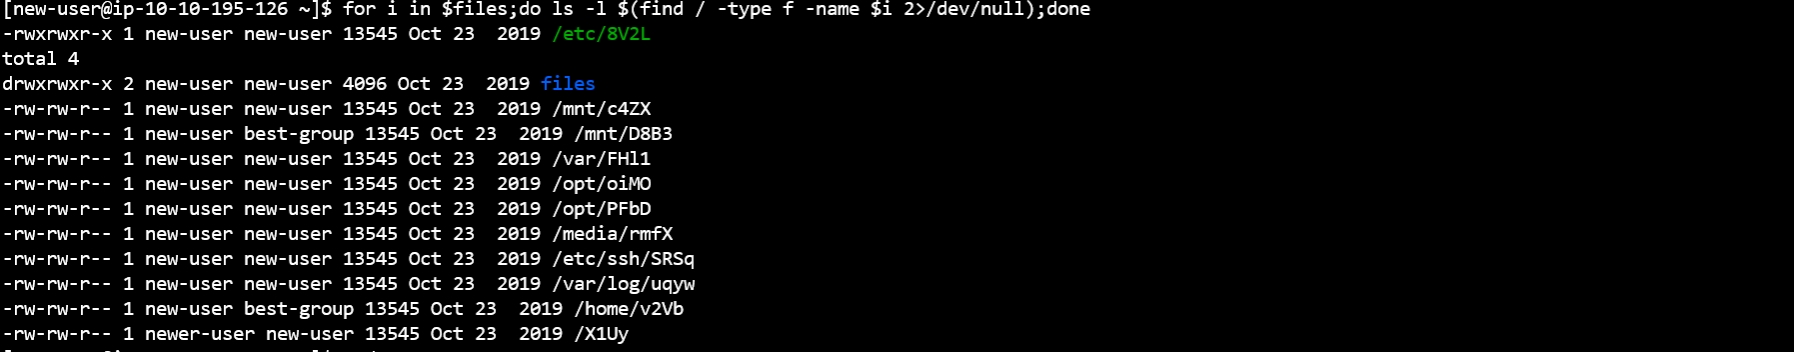 [new-user@ip-10-10-195-126 ~]$ for i in $files;do ls -l $(find / -type f -name $i 2>/dev/null);done
-rwxrwxr-x 1 new-user new-user 13545 Oct 23  2019 /etc/8V2L
total 4
drwxrwxr-x 2 new-user new-user 4096 Oct 23  2019 files
-rw-rw-r-- 1 new-user new-user 13545 Oct 23  2019 /mnt/c4ZX
-rw-rw-r-- 1 new-user best-group 13545 Oct 23  2019 /mnt/D8B3
-rw-rw-r-- 1 new-user new-user 13545 Oct 23  2019 /var/FHl1
-rw-rw-r-- 1 new-user new-user 13545 Oct 23  2019 /opt/oiMO
-rw-rw-r-- 1 new-user new-user 13545 Oct 23  2019 /opt/PFbD
-rw-rw-r-- 1 new-user new-user 13545 Oct 23  2019 /media/rmfX
-rw-rw-r-- 1 new-user new-user 13545 Oct 23  2019 /etc/ssh/SRSq
-rw-rw-r-- 1 new-user new-user 13545 Oct 23  2019 /var/log/uqyw
-rw-rw-r-- 1 new-user best-group 13545 Oct 23  2019 /home/v2Vb
-rw-rw-r-- 1 newer-user new-user 13545 Oct 23  2019 /X1Uy